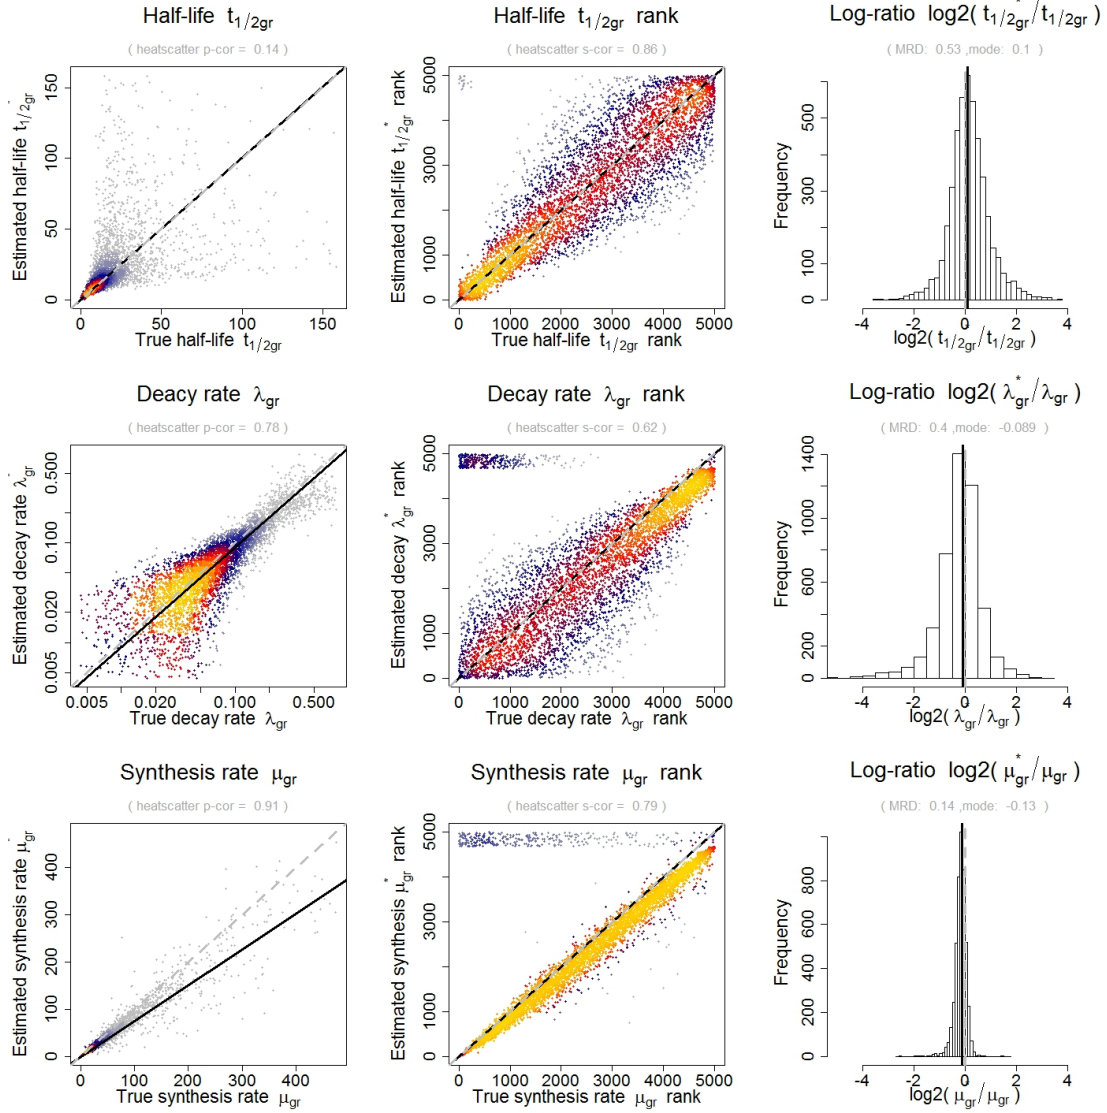 Half-life t1/2gr
( heatscatter p-cor = 0.14 )
Estimated half-life t1/2gr*
150
100
50
0
0 50 100 150
True half-life t1/2gr
Half-life t1/2gr rank
( heatscatter s-cor = 0.86 )
Estimated half-life t1/2gr* rank
5000
3000
1000
0
0 1000 2000 3000 4000 5000
True half-life t1/2gr rank
Log-ratio log2( t1/2gr*/t1/2gr )
( MRD: 0.53 ,mode: 0.1 )
Frequency
500
300
100
0
-4 -2 0 2 4
log2( t1/2gr/t1/2gr )
Deacy rate λgr
( heatscatter p-cor = 0.78 )
Estimated decay rate λgr*
0.500
0.100
0.020
0.005
0.005 0.020 0.100 0.500
True decay rate λgr
Decay rate λgr rank
( heatscatter s-cor = 0.62 )
Estimated decay λgr* rank
5000
3000
1000
0
0 1000 2000 3000 4000 5000
True decay rate λgr rank
Log-ratio log2( λgr*/λgr )
( MRD: 0.4 ,mode: -0.089 )
Frequency
1400
1000
600
200
0
-4 -2 0 2 4
log2( λgr/λgr )
Synthesis rate μgr
( heatscatter p-cor = 0.91 )
Estimated synthesis rate μgr*
400
300
200
100
0
0 100 200 300 400
True synthesis rate μgr
Synthesis rate μgr rank
( heatscatter s-cor = 0.79 )
Estimated synthesis μgr* rank
5000
3000
1000
0
0 1000 2000 3000 4000 5000
True synthesis rate μgr rank
Log-ratio log2( μgr*/μgr )
( MRD: 0.14 ,mode: -0.13 )
Frequency
800
600
400
200
0
-4 -2 0 2 4
log2( μgr/μgr )